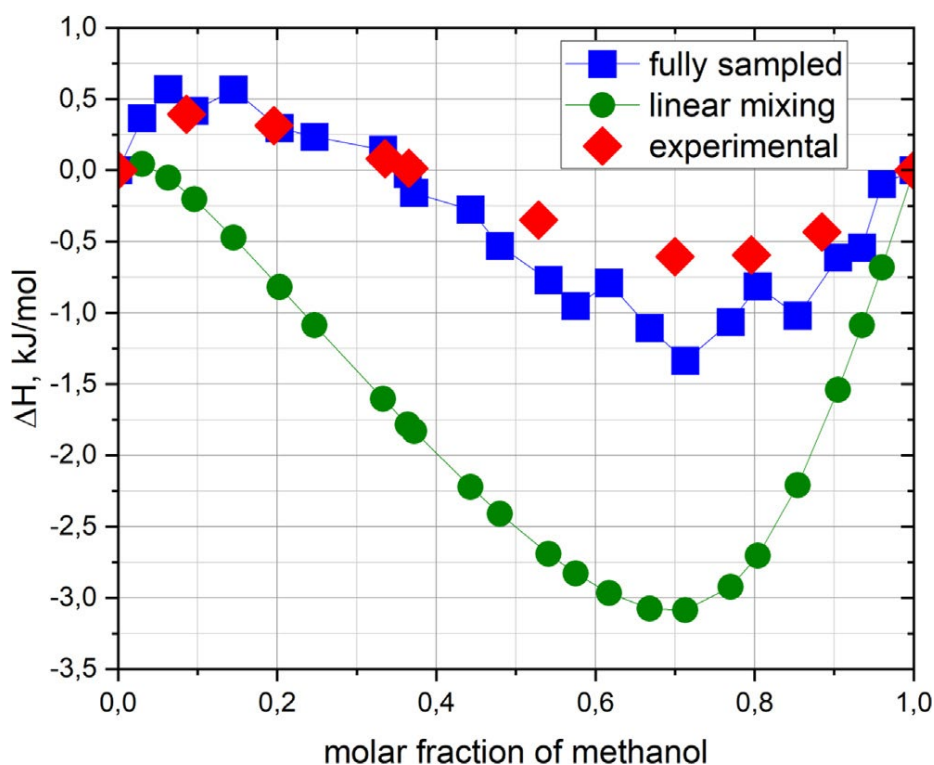 1,0
0,5
0,0
-0,5
-1,0
-1,5
-2,0
-2,5
-3,0
-3,5
ΔH, kJ/mol
fully sampled
linear mixing
experimental
0,0 0,2 0,4 0,6 0,8 1,0
molar fraction of methanol